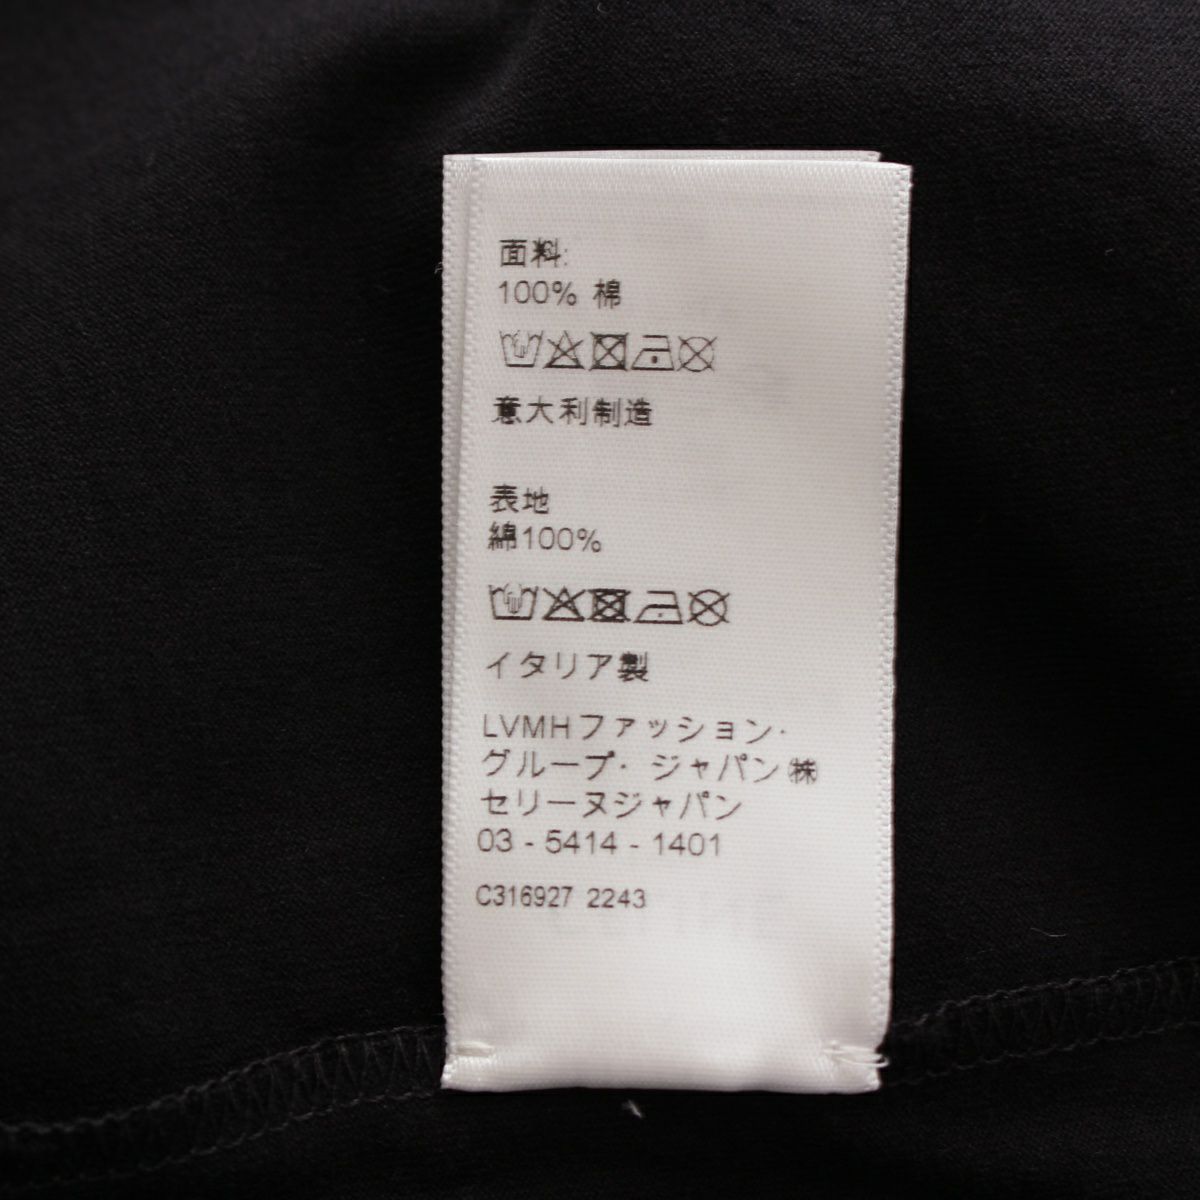 面料:
100% 棉
意大利制造
表地
綿100%
イタリア製
LVMHファッション・
グループ・ジャパン㈱
セリーヌジャパン
03 - 5414 - 1401
C316927 2243